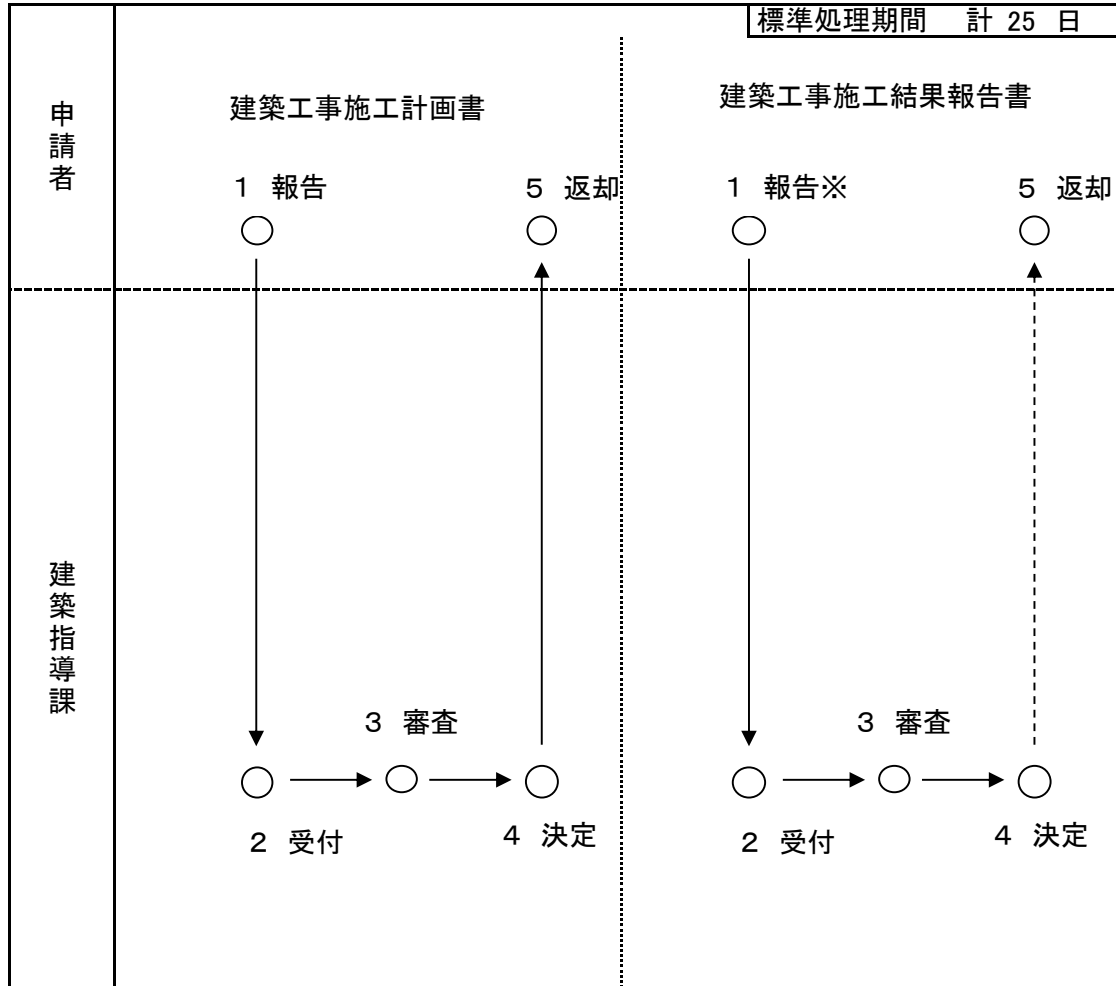 標準処理期間 計 25 日
申請者
建築工事施工計画書
建築工事施工結果報告書
1 報告
5 返却
1 報告※
5 返却
建築指導課
3 審査
3 審査
2 受付
4 決定
2 受付
4 決定